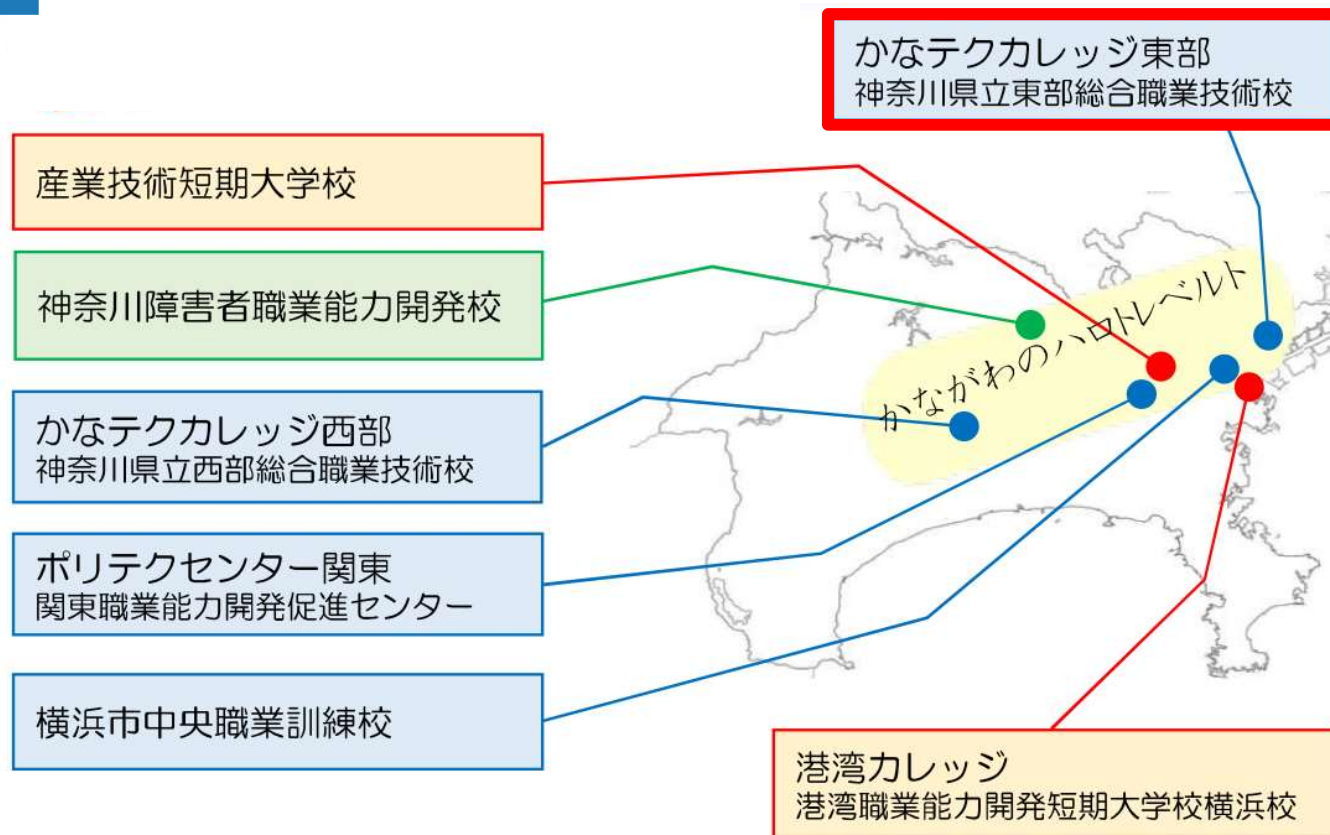 かなテクカレッジ東部
神奈川県立東部総合職業技術校
産業技術短期大学校
神奈川障害者職業能力開発校
かなテクカレッジ西部
神奈川県立西部総合職業技術校
ポリテクセンター関東
関東職業能力開発促進センター
横浜市中央職業訓練校
かながわのハロトレベルト
港湾カレッジ
港湾職業能力開発短期大学校横浜校